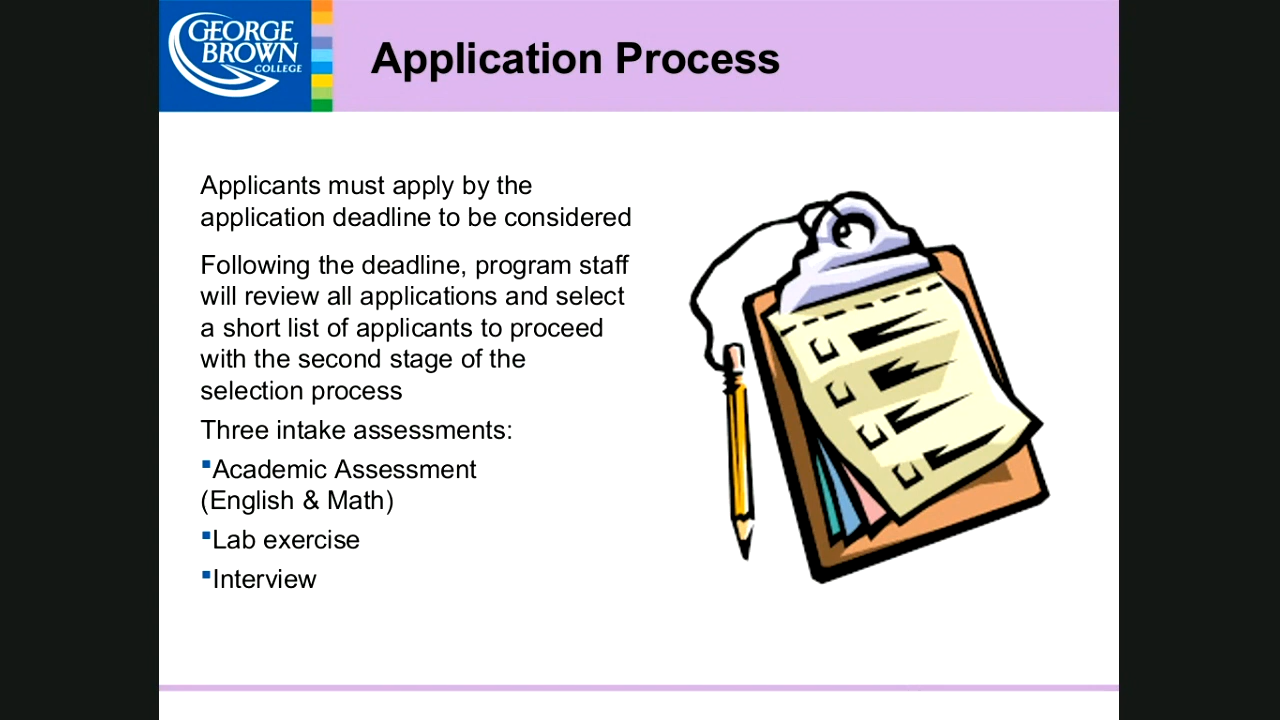 GEORGE
BROWN
COLLEGE
Application Process
Applicants must apply by the
application deadline to be considered
Following the deadline, program staff
will review all applications and select
a short list of applicants to proceed
with the second stage of the
selection process
Three intake assessments:
▪Academic Assessment
(English & Math)
▪Lab exercise
▪Interview